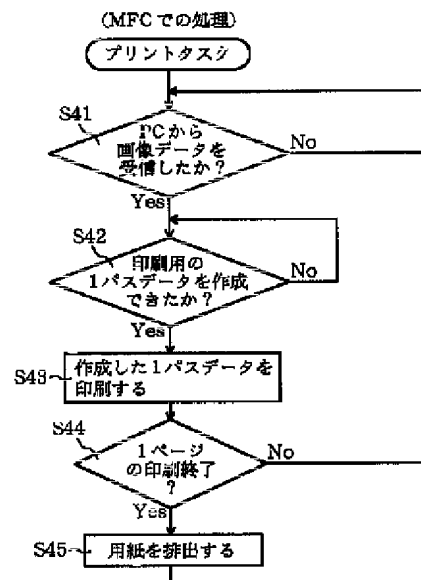 (MFCでの処理)
プリントタスク
S41
PCから
画像データを
受信したか?
No
Yes
S42
印刷用の
1パスデータを作成
できたか?
No
Yes
S43
作成した1パスデータを
印刷する
S44
1ページ
の印刷終了
?
No
Yes
S45
用紙を排出する